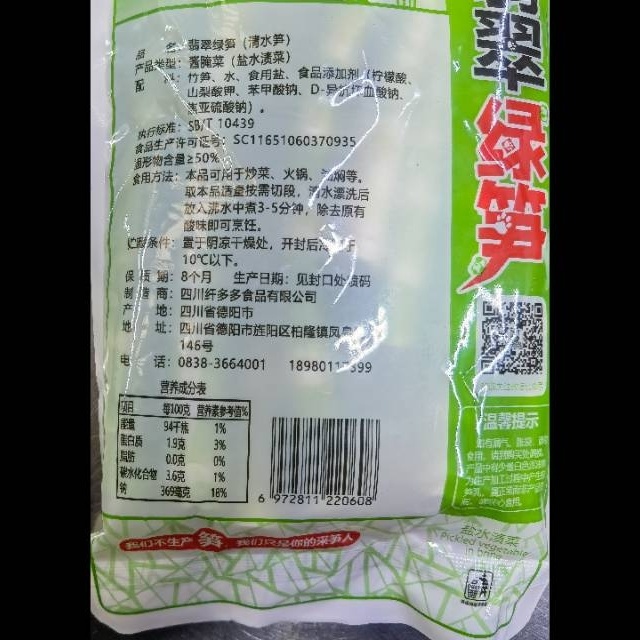 翡翠
绿笋
品 名：翡翠绿笋（清水笋）
产品类型：酱腌菜（盐水渍菜）
配 料：竹笋、水、食用盐、食品添加剂（柠檬酸、
山梨酸钾、苯甲酸钠、D-异抗坏血酸钠、
焦亚硫酸钠）。
执行标准：SB/T 10439
食品生产许可证号：SC11651060370935
固形物含量≥50%
食用方法：本品可用于炒菜、火锅、等。
取本品适量按需切段，清水漂洗后
放入沸水中煮3-5分钟，除去原有
酸味即可烹饪。
贮存条件：置于阴凉干燥处，开封后
10℃以下。
保 质 期：8个月 生产日期：见封口处喷码
制 造 商：四川纤多多食品有限公司
产 地：四川省德阳市
地 址：四川省德阳市旌阳区柏隆镇凤
146号
电 话：0838-3664001
营养成分表
项目 每100克 营养素参考值%
能量 94千焦 1%
蛋白质 1.9克 3%
脂肪 0.0克 0%
碳水化合物 3.6克 1%
钠 369毫克 18%
6 972811 220608
温馨提示
我们不生产笋 我们只是你的采笋人
盐水渍菜
Pickled vegetable
in brine